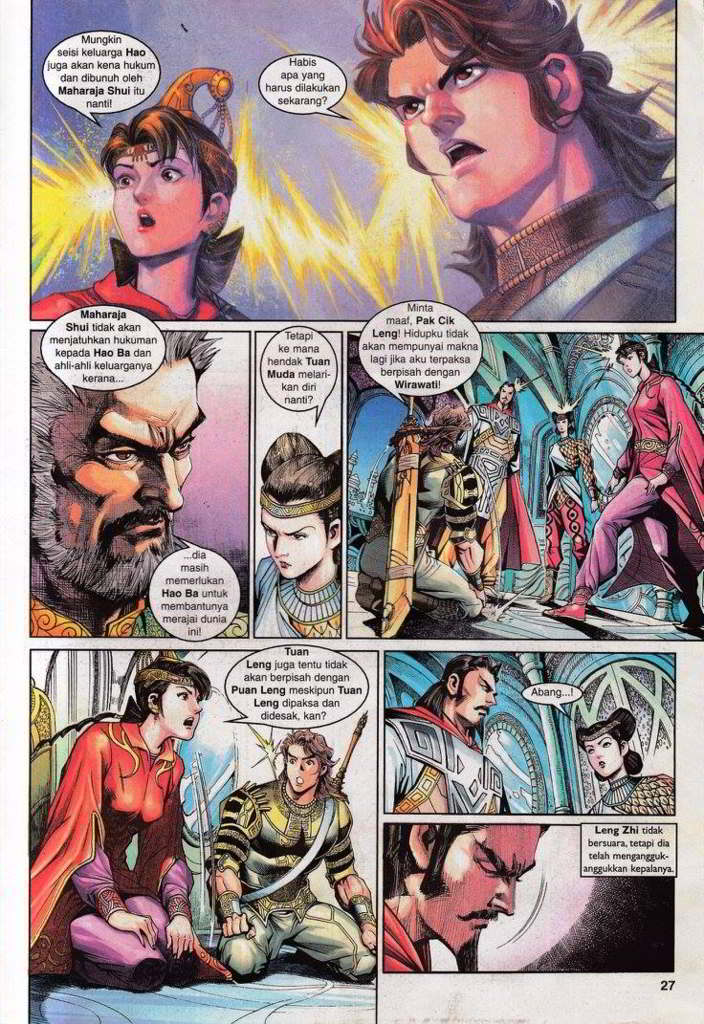 Mungkin
seisi keluarga Hao
juga akan kena hukum
dan dibunuh oleh
Maharaja Shui itu
nanti!
Habis
apa yang
harus dilakukan
sekarang?
Maharaja
Shui tidak akan
menjatuhkan hukuman
kepada Hao Ba dan
ahli-ahli keluarganya
kerana...
...dia
masih
memerlukan
Hao Ba untuk
membantunya
merajai dunia
ini!
Tetapi
ke mana
hendak Tuan
Muda melari-
kan diri
nanti?
Minta
maaf, Pak Cik
Leng! Hidupku tidak
akan mempunyai makna
lagi jika aku terpaksa
berpisah dengan
Wirawati!
Tuan
Leng juga tentu tidak
akan berpisah dengan
Puan Leng meskipun Tuan
Leng dipaksa dan
didesak, kan?
Abang...!
Leng Zhi tidak
bersuara, tetapi dia
telah mengangguk-
anggukkan kepalanya.
27